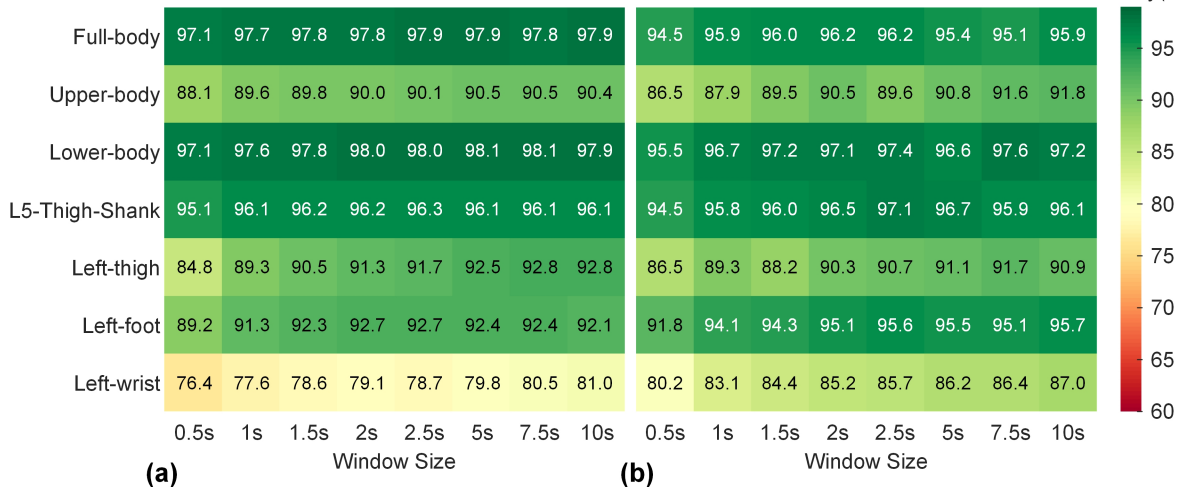 Full-body 97.1 97.7 97.8 97.8 97.9 97.9 97.8 97.9 94.5 95.9 96.0 96.2 96.2 95.4 95.1 95.9 95
Upper-body 88.1 89.6 89.8 90.0 90.1 90.5 90.5 90.4 86.5 87.9 89.5 90.5 89.6 90.8 91.6 91.8 90
Lower-body 97.1 97.6 97.8 98.0 98.0 98.1 98.1 97.9 95.5 96.7 97.2 97.1 97.4 96.6 97.6 97.2 85
L5-Thigh-Shank 95.1 96.1 96.2 96.2 96.3 96.1 96.1 96.1 94.5 95.8 96.0 96.5 97.1 96.7 95.9 96.1 80
75
Left-thigh 84.8 89.3 90.5 91.3 91.7 92.5 92.8 92.8 86.5 89.3 88.2 90.3 90.7 91.1 91.7 90.9
70
Left-foot 89.2 91.3 92.3 92.7 92.7 92.4 92.4 92.1 91.8 94.1 94.3 95.1 95.6 95.5 95.1 95.7
65
Left-wrist 76.4 77.6 78.6 79.1 78.7 79.8 80.5 81.0 80.2 83.1 84.4 85.2 85.7 86.2 86.4 87.0
60
0.5s 1s 1.5s 2s 2.5s 5s 7.5s 10s 0.5s 1s 1.5s 2s 2.5s 5s 7.5s 10s
Window Size Window Size
(a) (b)